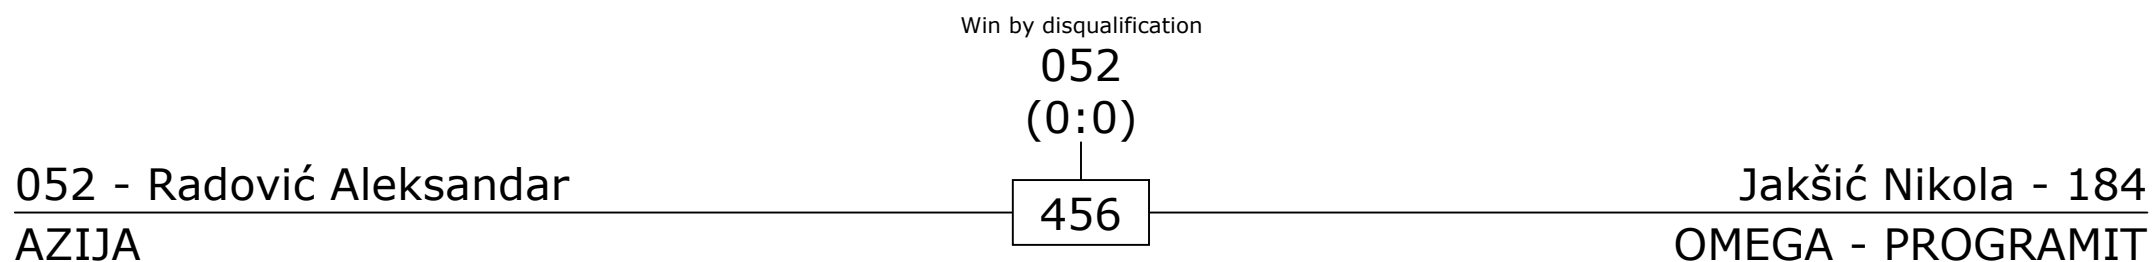 Win by disqualification
052
(0:0)
052 - Radović Aleksandar
Jakšić Nikola - 184
456
AZIJA
OMEGA - PROGRAMIT